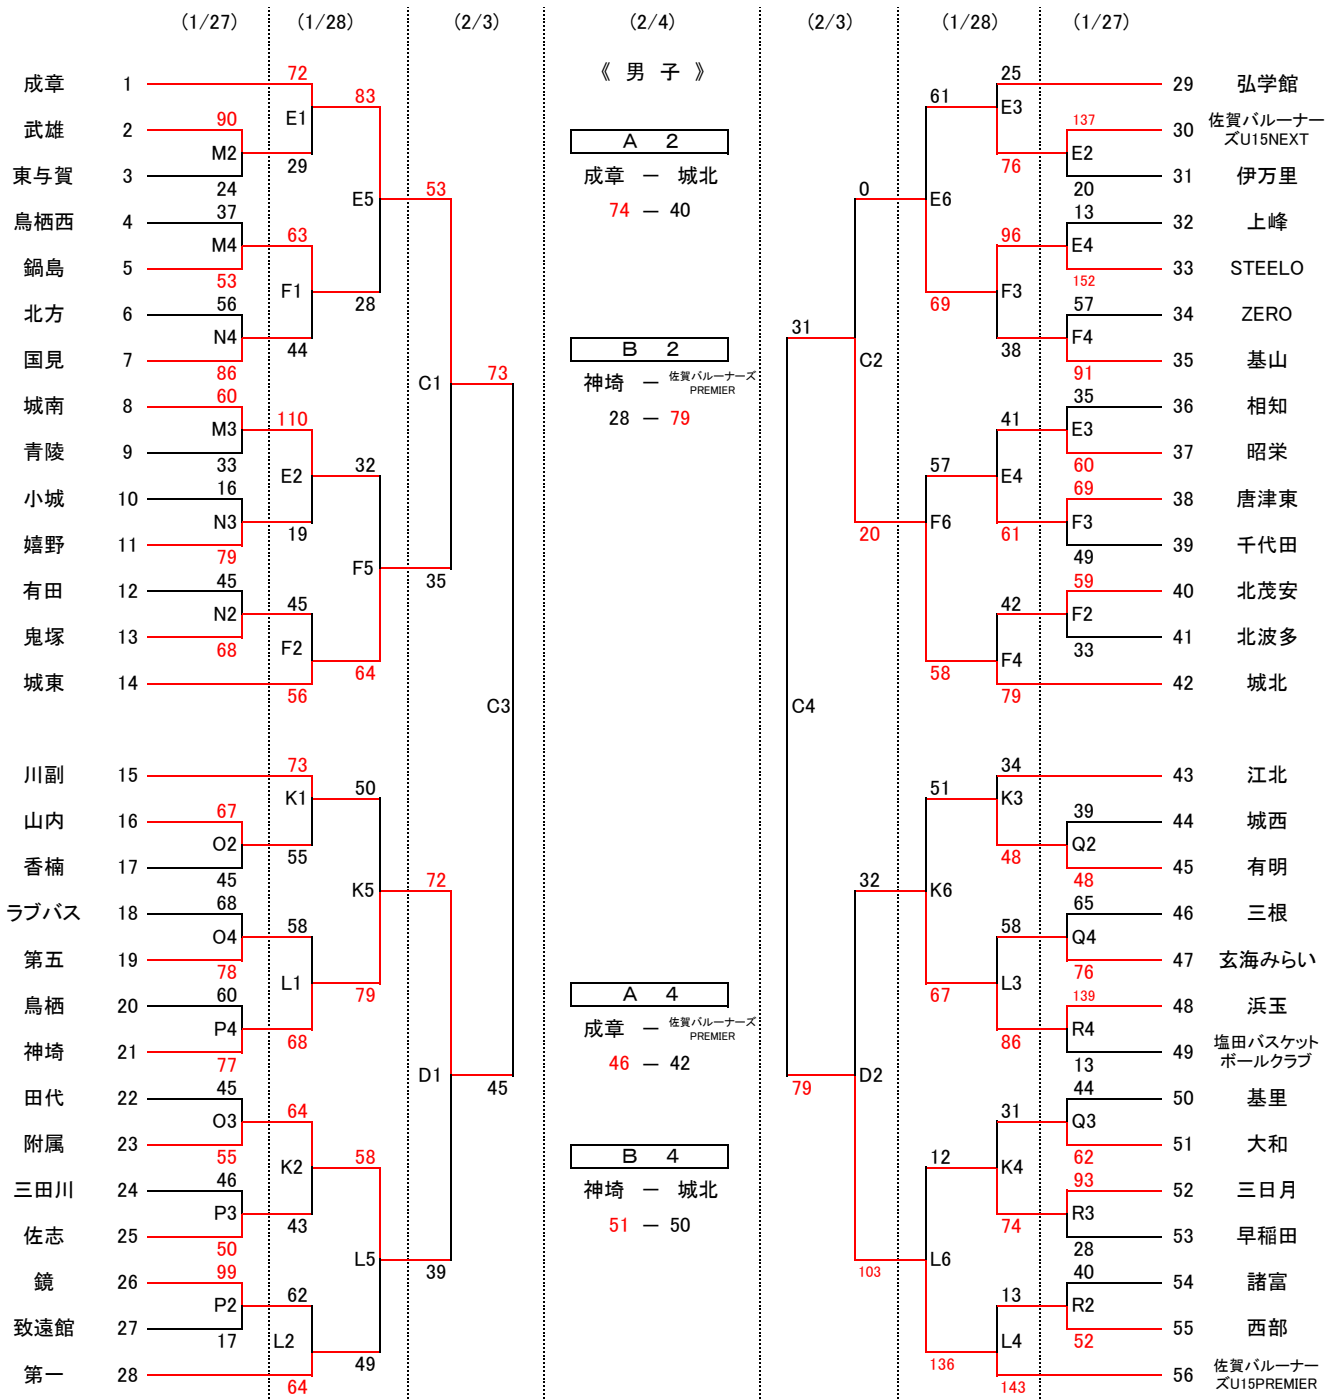 (1/27) (1/28) (2/3) (2/4) (2/3) (1/28) (1/27)
《 男 子 》
72 25
成章 1 83 61 29 弘学館
E1 E3
武雄 2 90 137 30 佐賀バルーナー
ズU15NEXT
A 2
M2 E2
29 76
東与賀 3 成章 － 城北 31 伊万里
24 E5 53 0 E6 20
37 74 － 40 13
鳥栖西 4 32 上峰
M4 63 96 E4
鍋島 5 33 STEELO
53 F1 F3 152
56 28 69 57
北方 6 31 34 ZERO
N4 F4
44 B 2 38
国見 7 C2 35 基山
86 C1 73 神埼 － 佐賀バルーナーズ
PREMIER
91
60 35
城南 8 28 － 79 36 相知
M3 110 41 E3
青陵 9 37 昭栄
33 32 57 60
16 E2 E4 69
小城 10 38 唐津東
N3 F6 F3
19 20 61
嬉野 11 39 千代田
79 49
45 F5 35 59
有田 12 40 北茂安
N2 45 42 F2
鬼塚 13 41 北波多
68 F2 F4 33
64 58
城東 14 42 城北
56 C3 C4 79
73 34
川副 15 50 51 43 江北
K1 K3
山内 16 67 39 44 城西
O2 Q2
55 48
香楠 17 45 有明
45 K5 72 32 K6 48
68 65
ラブバス 18 46 三根
O4 58 58 Q4
第五 19 47 玄海みらい
78 L1 A 4 L3 76
60 79 67 139
鳥栖 20 48 浜玉
P4 成章 － 佐賀バルーナーズ
PREMIER
R4
68 86
神埼 21 46 － 42 49 塩田バスケット
ボールクラブ
77 D1 45 79 D2 13
45 44
田代 22 50 基里
O3 64 31 Q3
附属 23 51 大和
55 58 B 4 12 62
46 K2 K4 93
三田川 24 神埼 － 城北 52 三日月
P3 R3
43 51 － 50 74
佐志 25 53 早稲田
50 L5 39 103 L6 28
99 40
鏡 26 54 諸富
P2 62 13 R2
致遠館 27 55 西部
17 L2 49 136 L4 52
第一 28 56 佐賀バルーナー
ズU15PREMIER
64 143